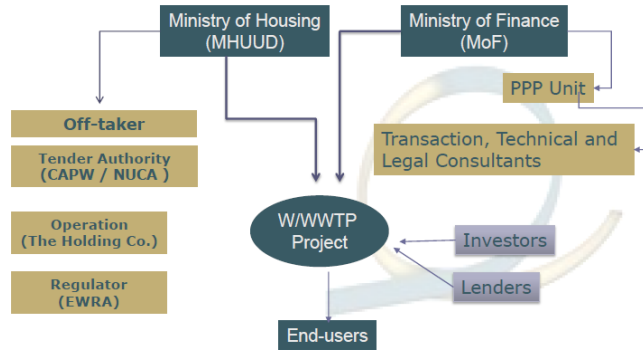 Ministry of Housing
(MHUUD)
Ministry of Finance
(MoF)
PPP Unit
Off-taker
Transaction, Technical and
Legal Consultants
Tender Authority
(CAPW / NUCA )
Operation
(The Holding Co.)
W/WWTP
Project
Investors
Regulator
(EWRA)
Lenders
End-users